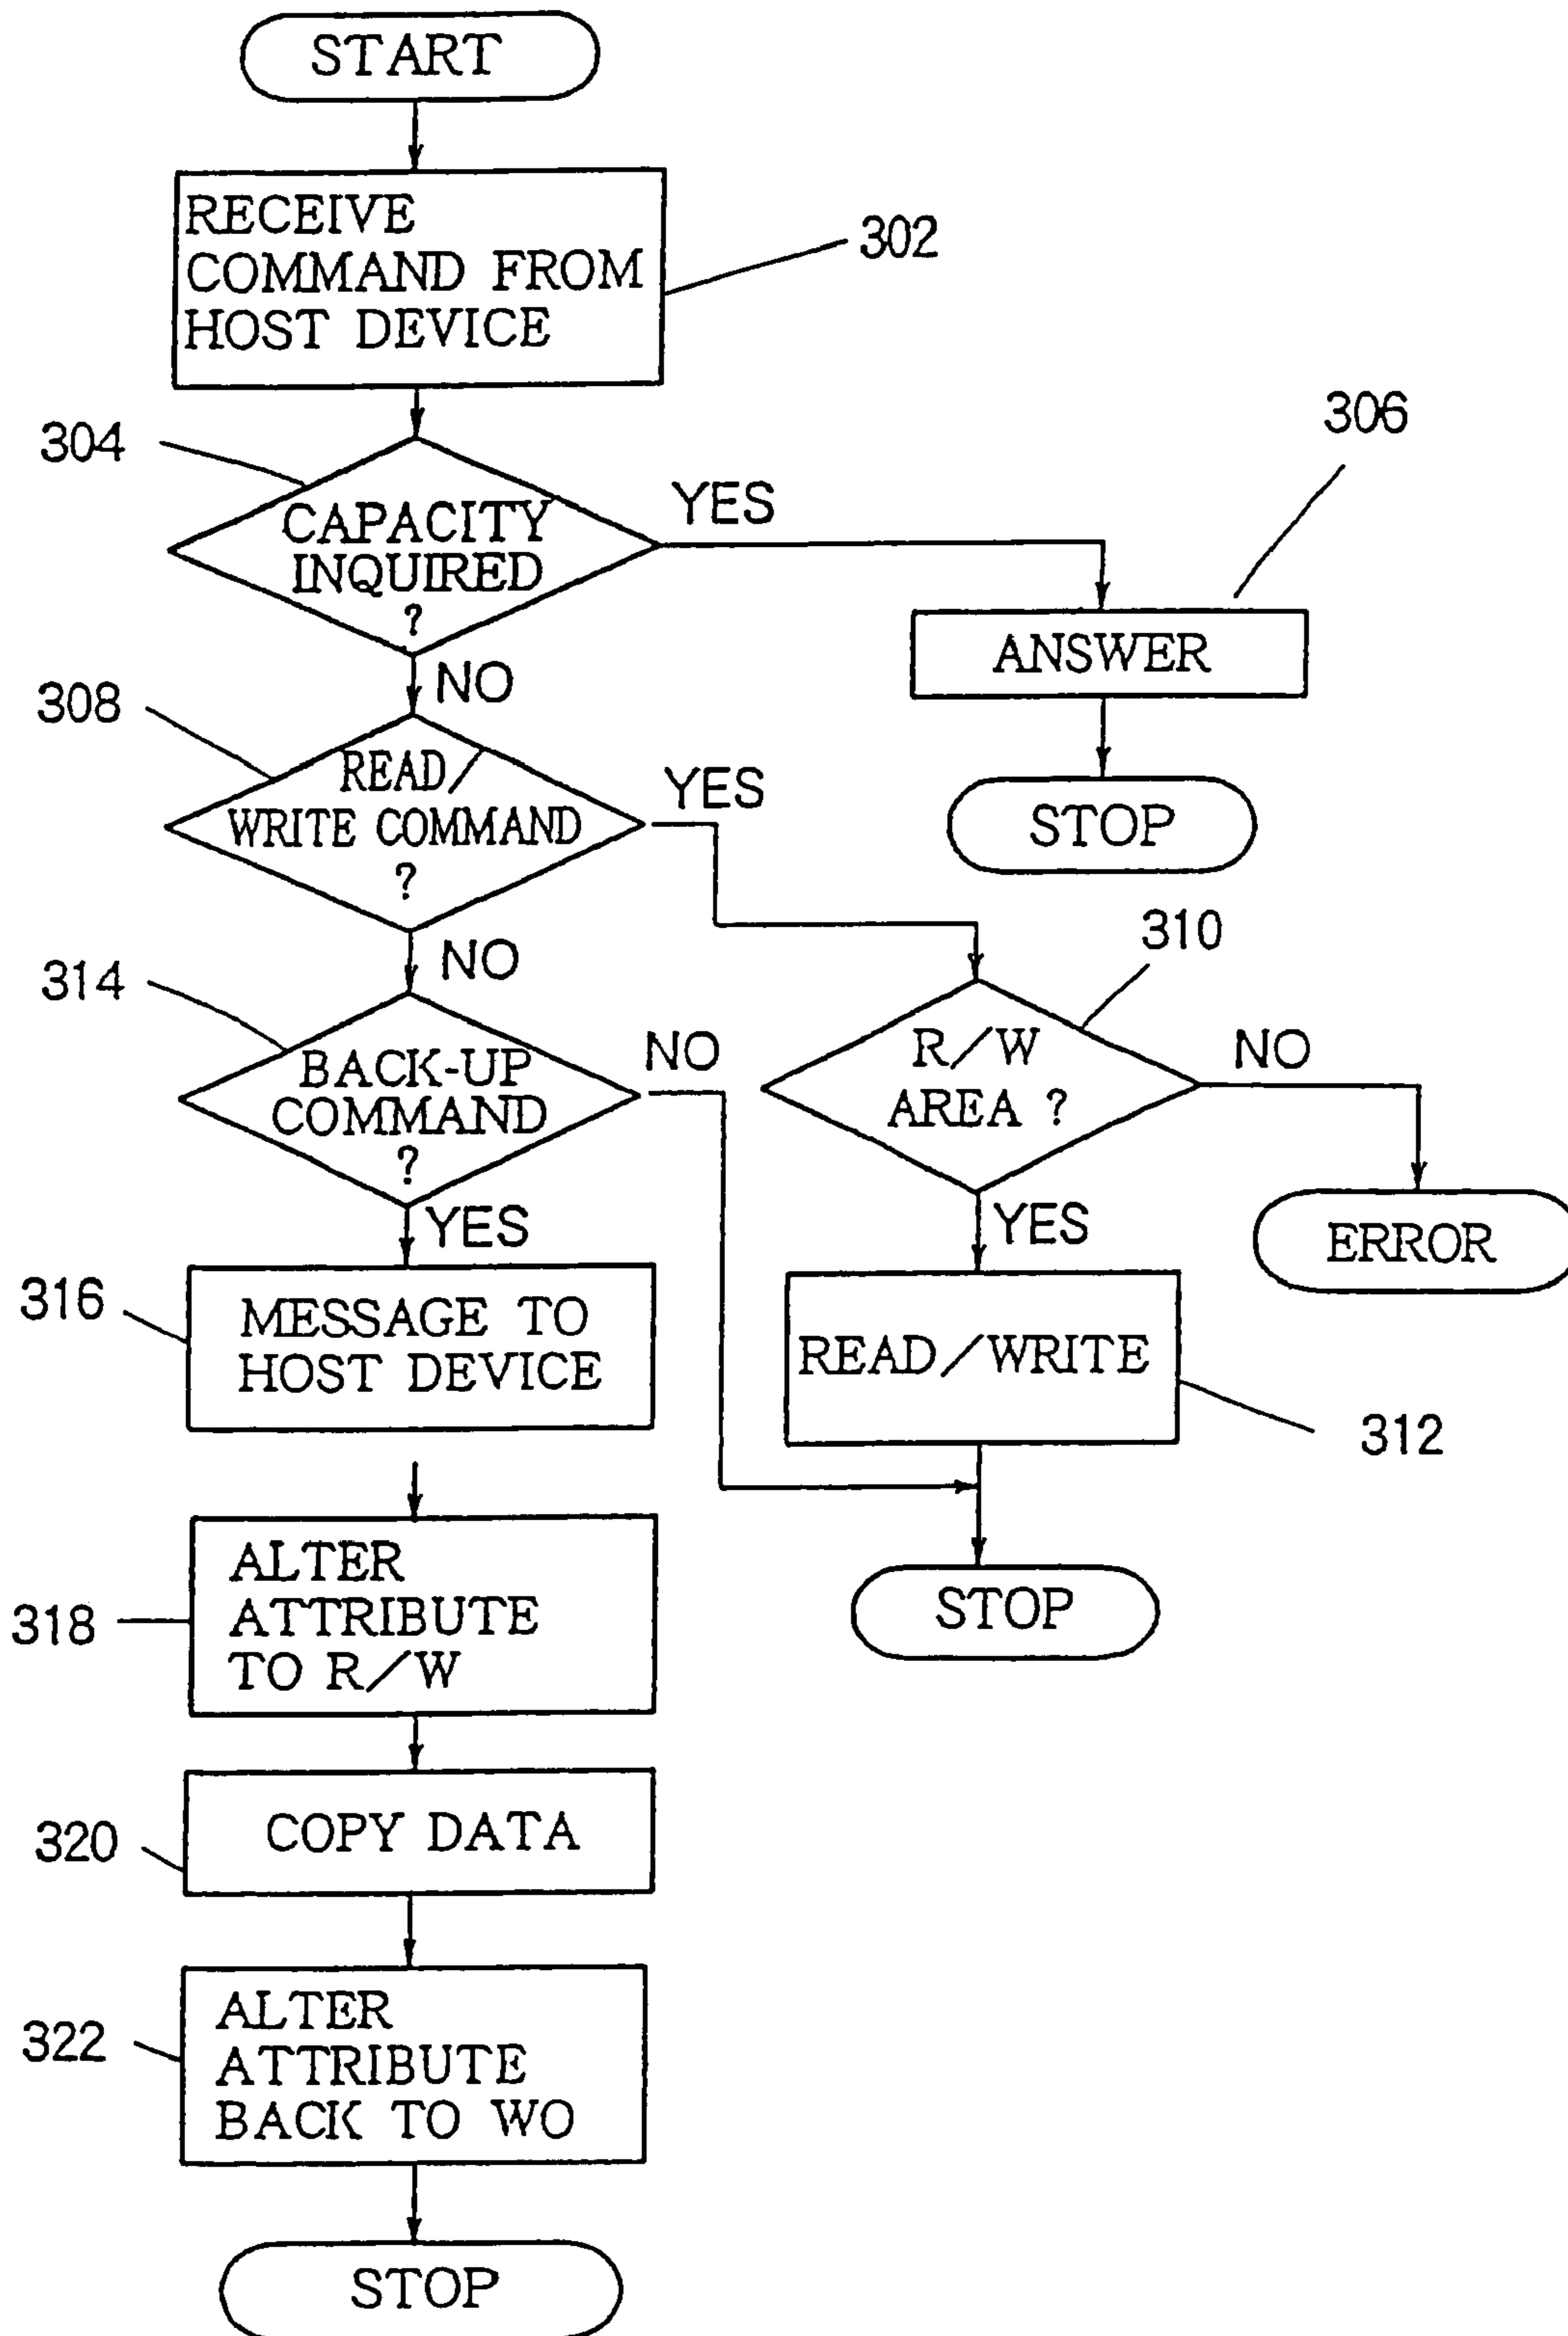 START
RECEIVE
COMMAND FROM
HOST DEVICE
302
304
CAPACITY
INQUIRED
?
YES
306
ANSWER
STOP
NO
308
READ/
WRITE COMMAND
?
YES
310
R/W
AREA ?
NO
ERROR
YES
READ/WRITE
312
STOP
NO
314
BACK-UP
COMMAND
?
NO
YES
316
MESSAGE TO
HOST DEVICE
318
ALTER
ATTRIBUTE
TO R/W
320
COPY DATA
322
ALTER
ATTRIBUTE
BACK TO WO
STOP